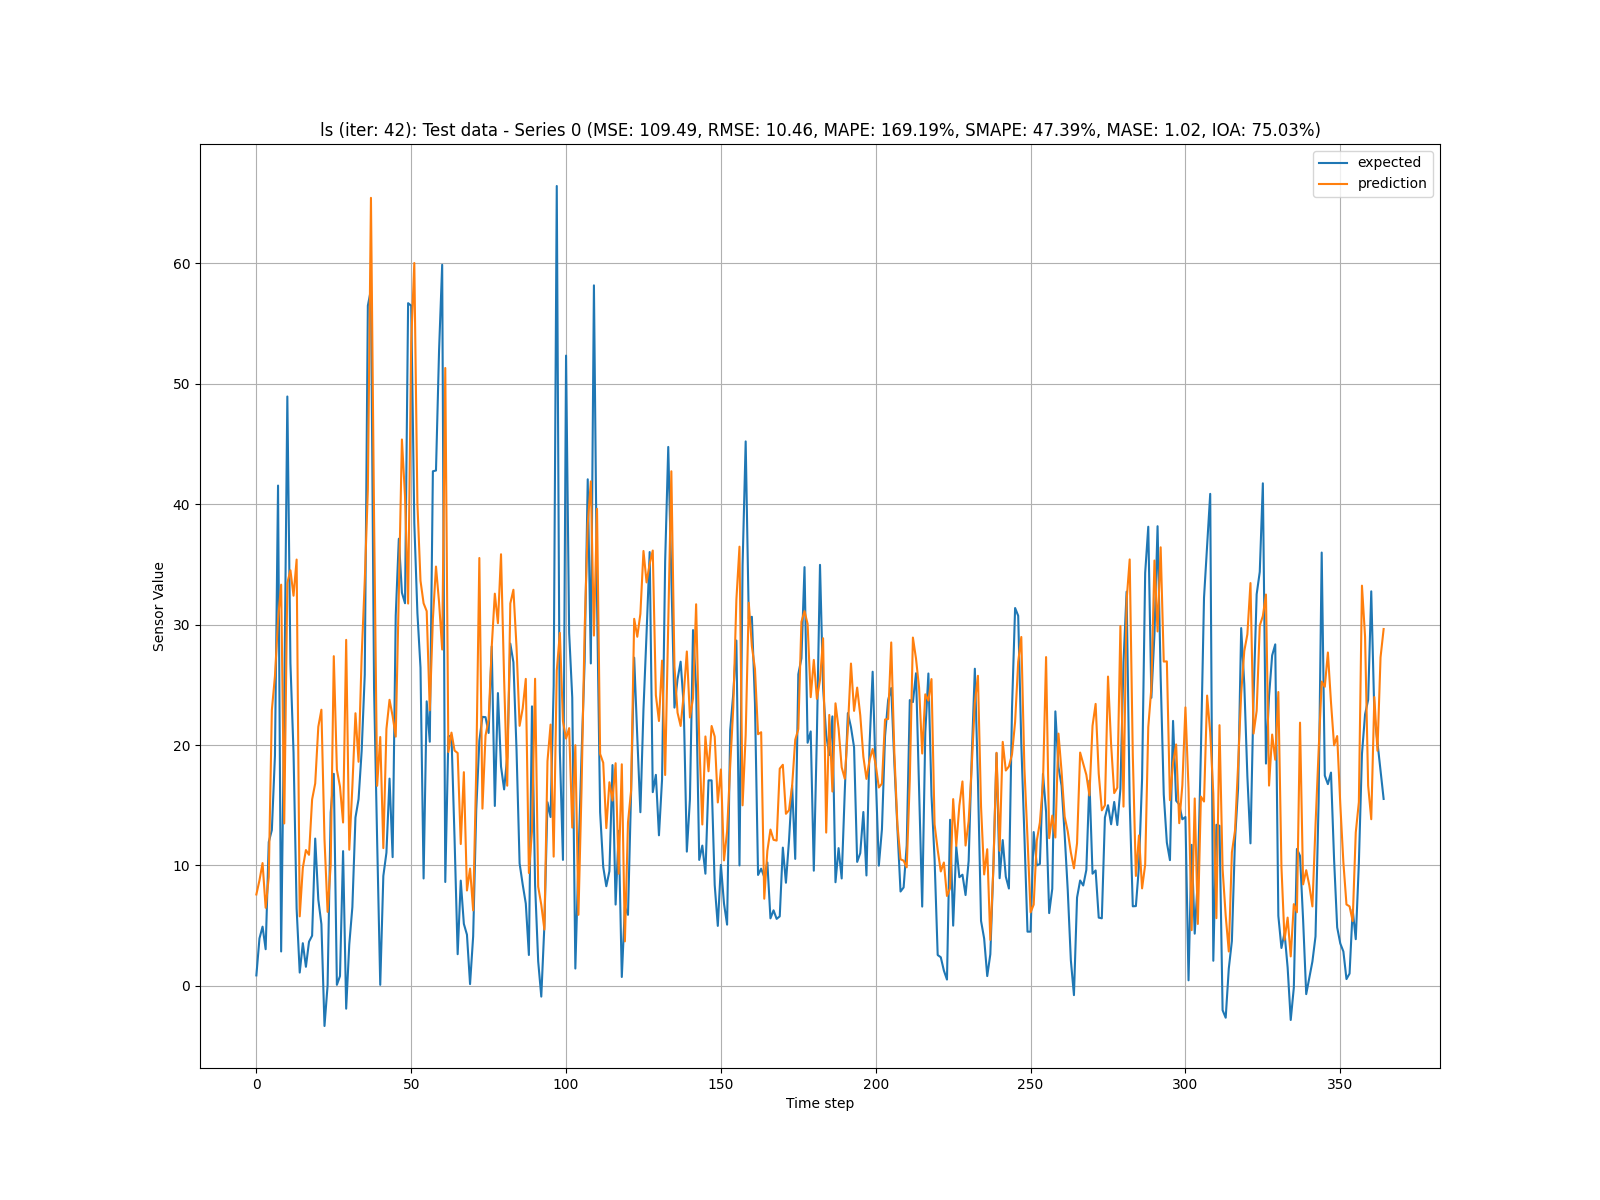 ls (iter: 42): Test data - Series 0 (MSE: 109.49, RMSE: 10.46, MAPE: 169.19%, SMAPE: 47.39%, MASE: 1.02, IOA: 75.03%)
expected
prediction
60
50
40
30
20
10
0
Sensor Value
0 50 100 150 200 250 300 350
Time step